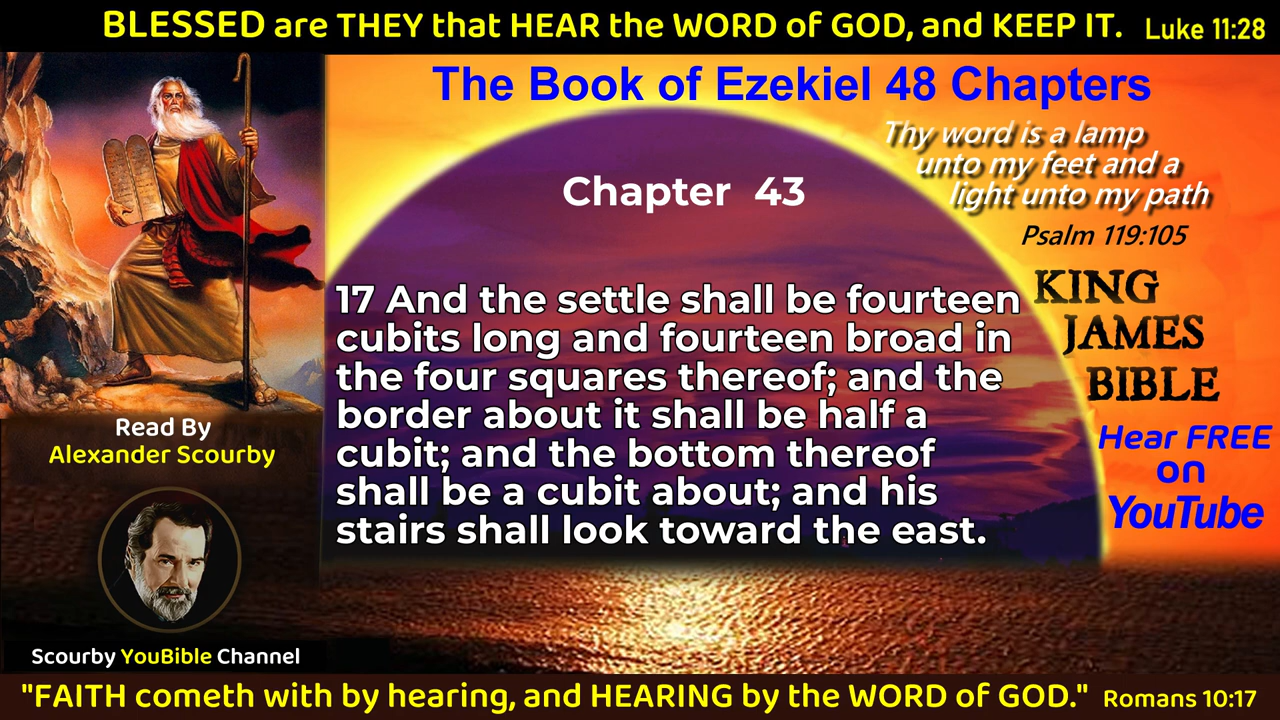 BLESSED are THEY that HEAR the WORD of GOD, and KEEP IT. Luke 11:28
The Book of Ezekiel 48 Chapters
Thy word is a lamp
unto my feet and a
light unto my path
Psalm 119:105
Chapter 43
17 And the settle shall be fourteen
cubits long and fourteen broad in
the four squares thereof; and the
border about it shall be half a
cubit; and the bottom thereof
shall be a cubit about; and his
stairs shall look toward the east.
KING
JAMES
BIBLE
Hear FREE
on
YouTube
Read By
Alexander Scourby
Scourby YouBible Channel
"FAITH cometh with by hearing, and HEARING by the WORD of GOD." Romans 10:17